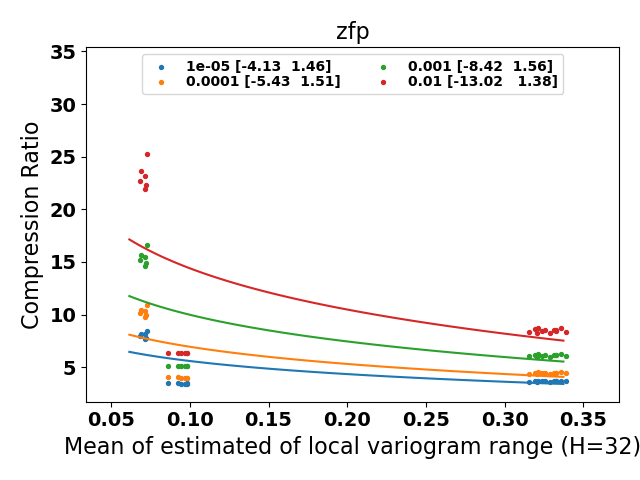 zfp
1e-05 [-4.13  1.46]
0.0001 [-5.43  1.51]
0.001 [-8.42  1.56]
0.01 [-13.02   1.38]
Compression Ratio
35
30
25
20
15
10
5
0.05 0.10 0.15 0.20 0.25 0.30 0.35
Mean of estimated of local variogram range (H=32)